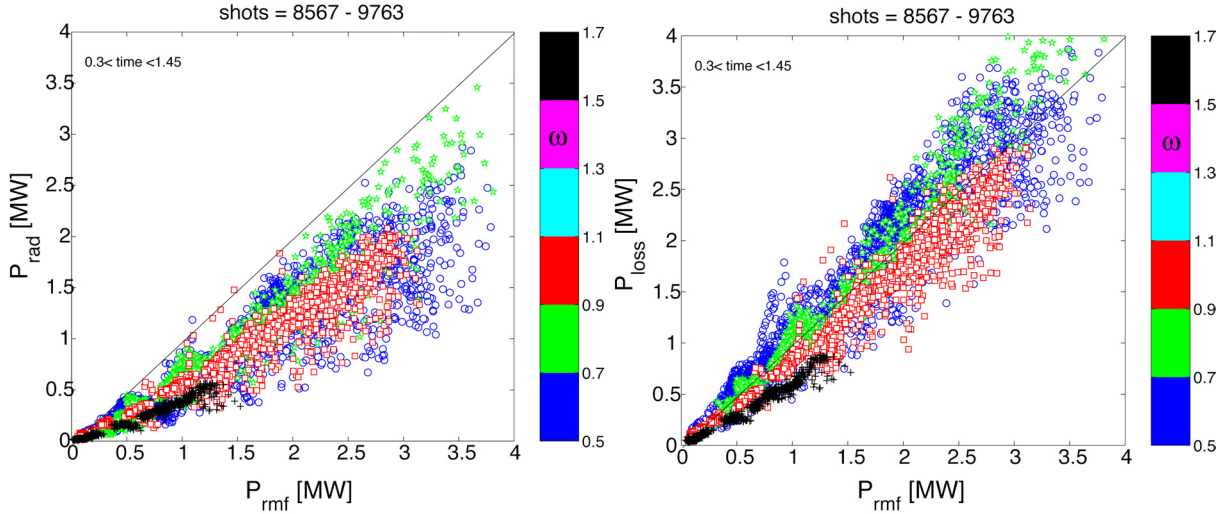 shots = 8567 - 9763
0.3< time <1.45
P_rad [MW]
4
3.5
3
2.5
2
1.5
1
0.5
0
0 0.5 1 1.5 2 2.5 3 3.5 4
P_rmf [MW]
1.7
1.5
ω
1.3
1.1
0.9
0.7
0.5
shots = 8567 - 9763
0.3< time <1.45
P_loss [MW]
4
3.5
3
2.5
2
1.5
1
0.5
0
0 0.5 1 1.5 2 2.5 3 3.5 4
P_rmf [MW]
1.7
1.5
ω
1.3
1.1
0.9
0.7
0.5